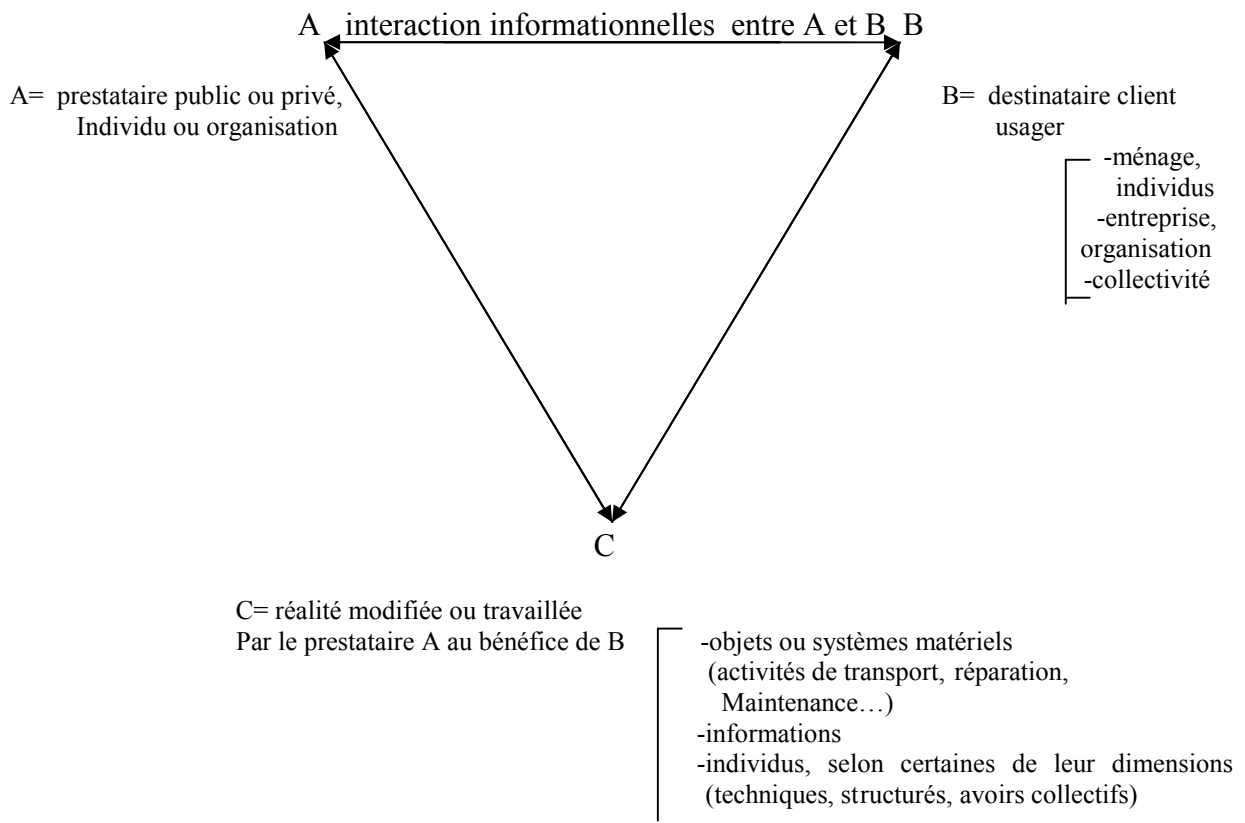 A interaction informationnelles entre A et B B
A= prestataire public ou privé,
Individu ou organisation
B= destinataire client
usager
-ménage,
individus
-entreprise,
organisation
-collectivité
C
C= réalité modifiée ou travaillée
Par le prestataire A au bénéfice de B
-objets ou systèmes matériels
(activités de transport, réparation,
Maintenance…)
-informations
-individus, selon certaines de leur dimensions
(techniques, structurés, avoirs collectifs)